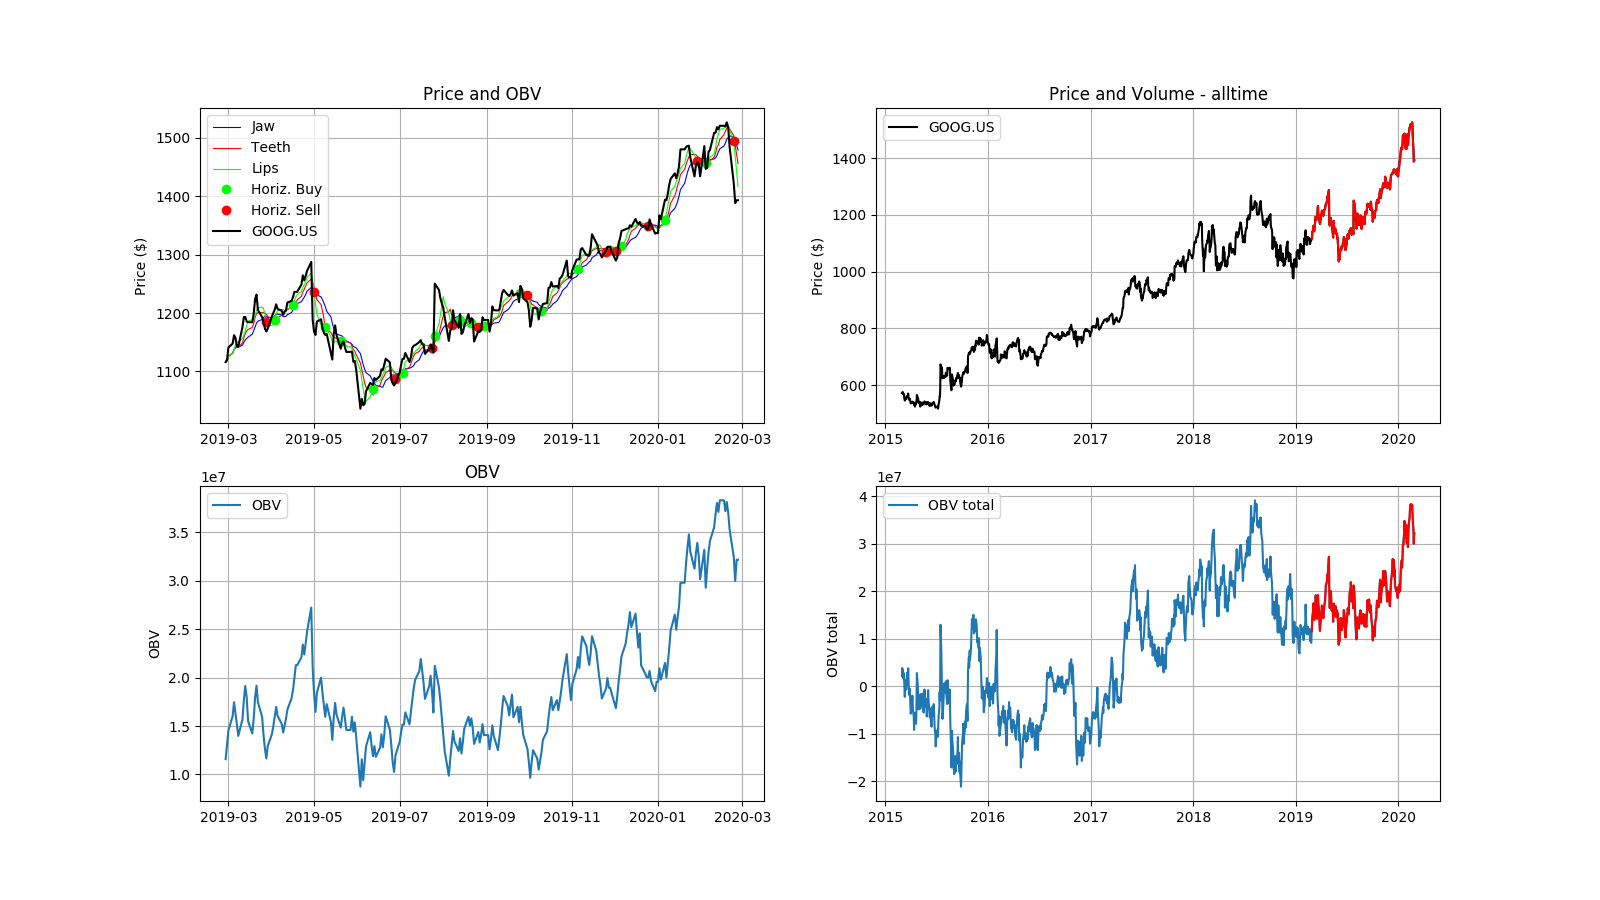 Price and OBV
Price ($)
1500
1400
1300
1200
1100
Jaw
Teeth
Lips
Horiz. Buy
Horiz. Sell
GOOG.US
2019-03 2019-05 2019-07 2019-09 2019-11 2020-01 2020-03
Price and Volume - alltime
Price ($)
1400
1200
1000
800
600
GOOG.US
2015 2016 2017 2018 2019 2020
OBV
1e7
OBV
3.5
3.0
2.5
2.0
1.5
1.0
OBV
2019-03 2019-05 2019-07 2019-09 2019-11 2020-01 2020-03
1e7
OBV total
4
3
2
1
0
−1
−2
OBV total
2015 2016 2017 2018 2019 2020